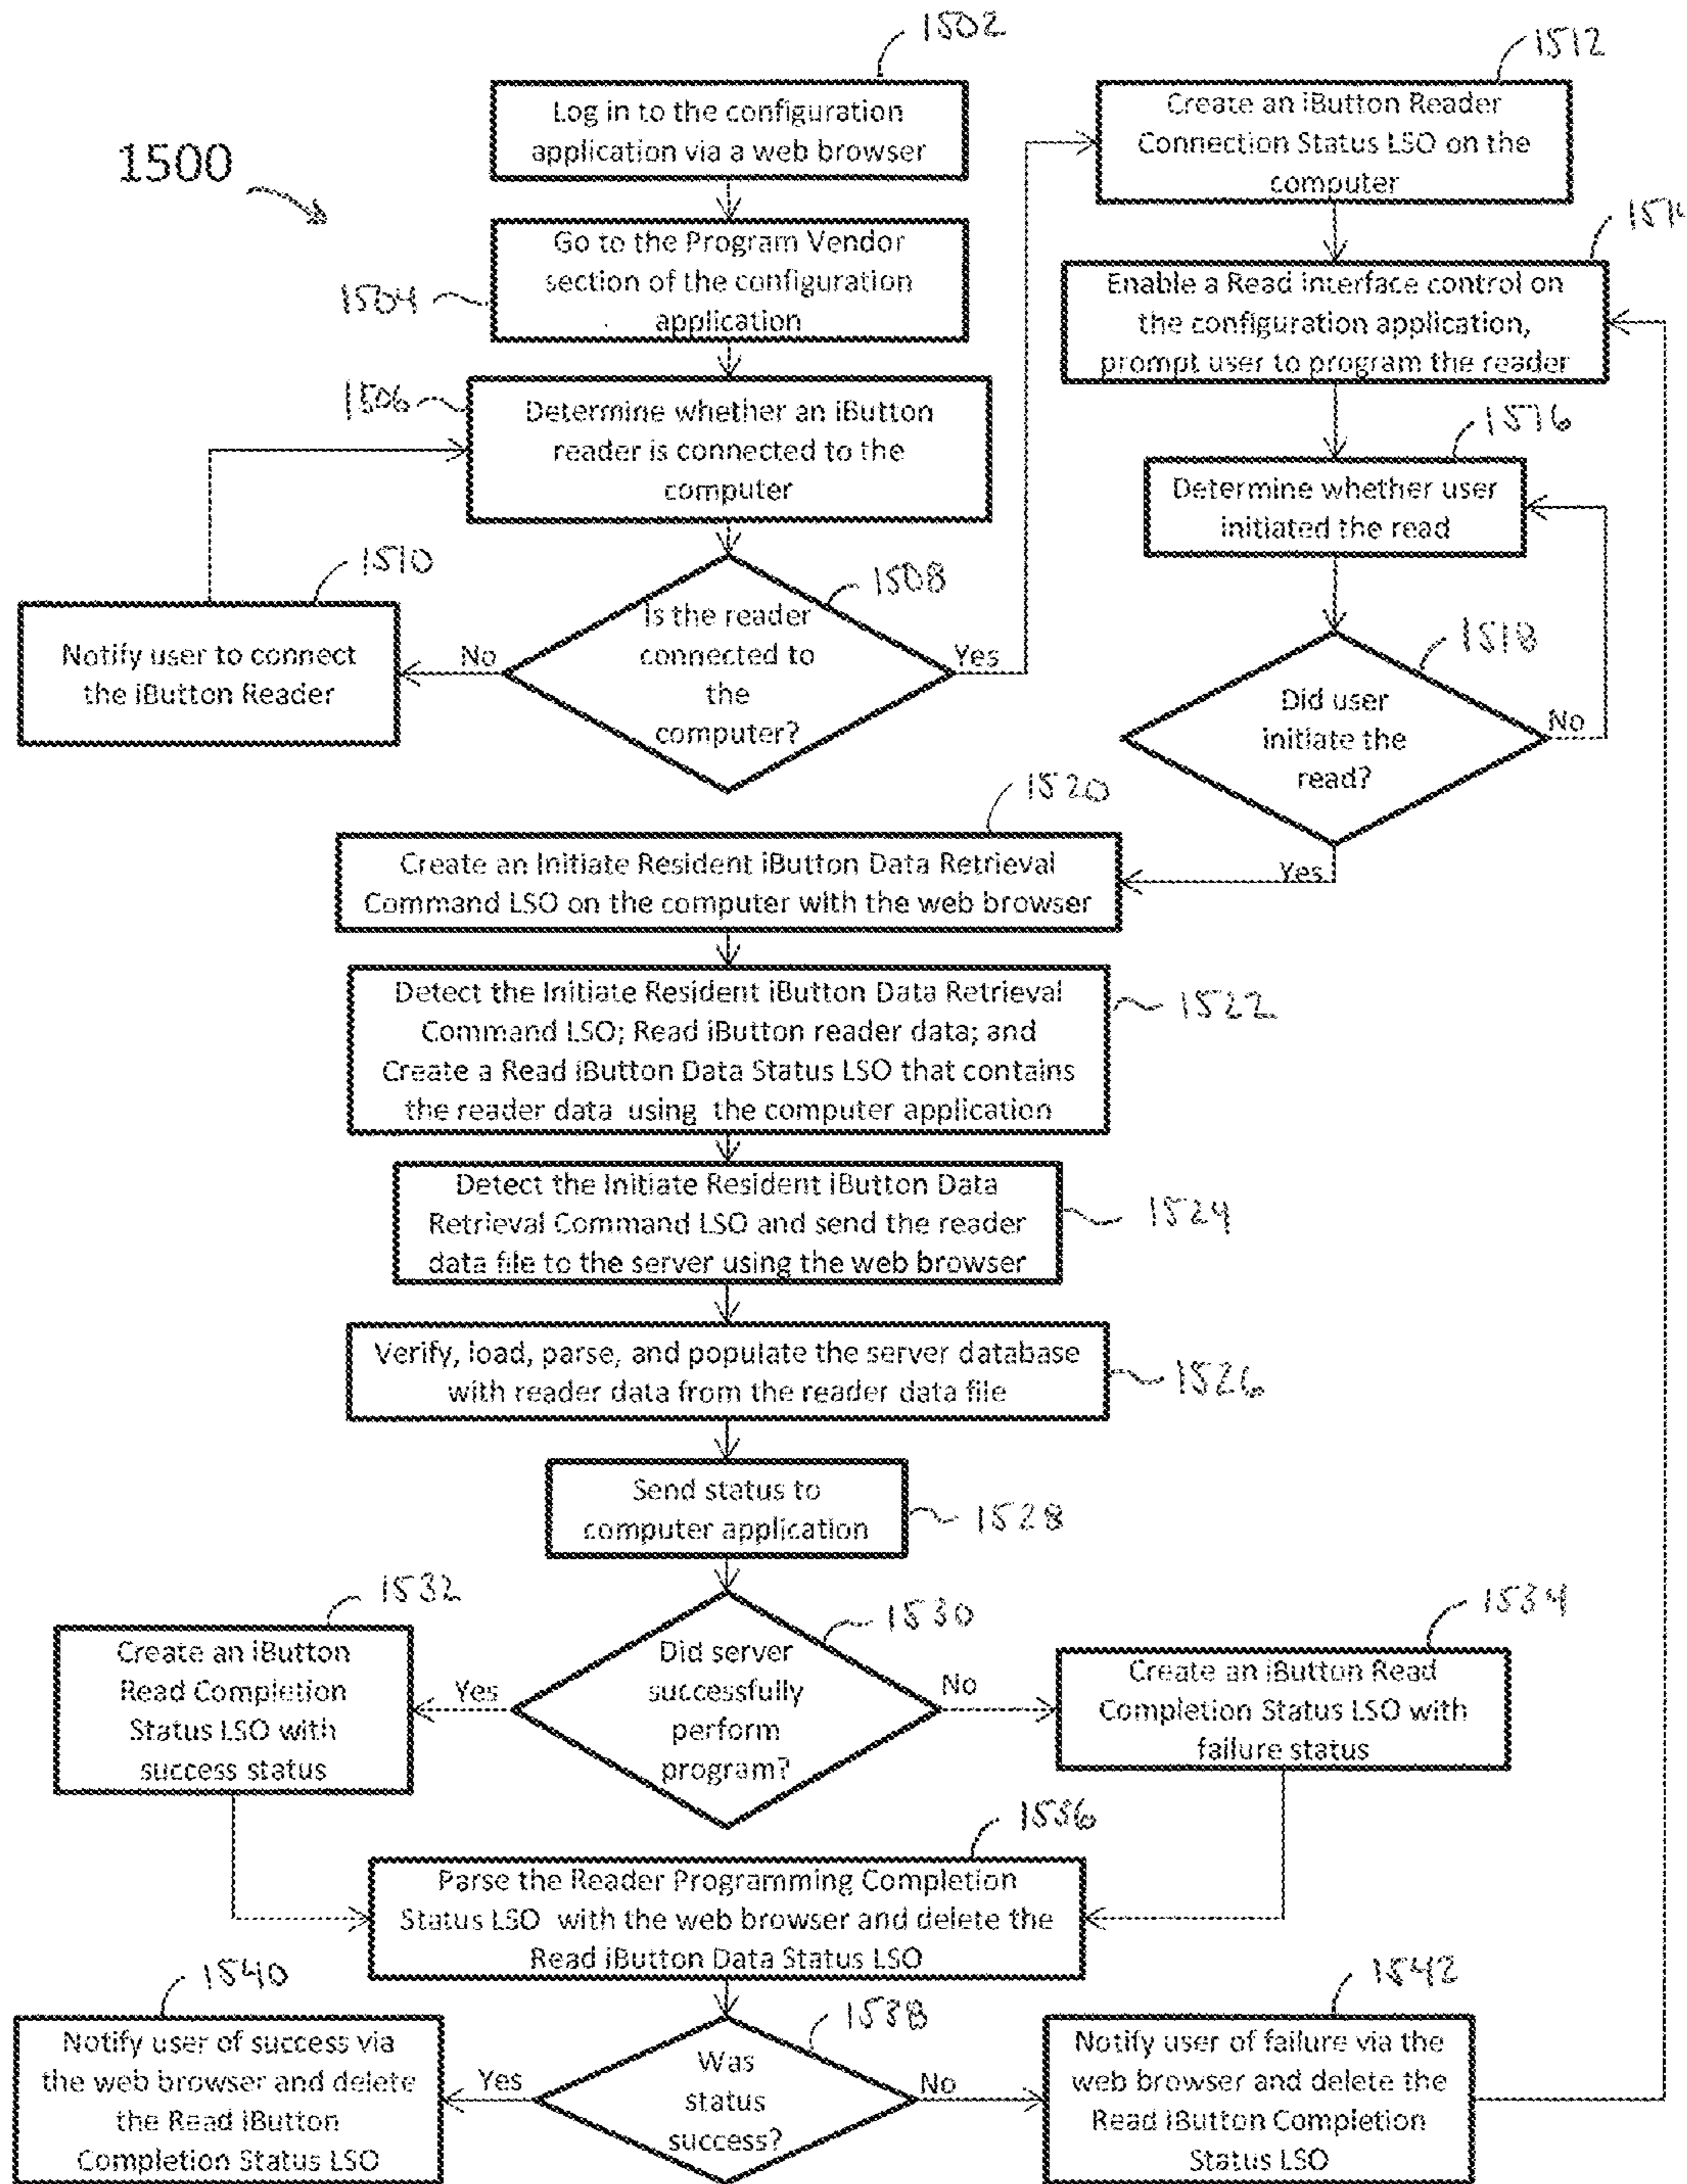 1500
1502
Log in to the configuration
application via a web browser
1504
Go to the Program Vendor
section of the configuration
application
1506
Determine whether an iButton
reader is connected to the
computer
1508
Is the reader
connected to
the
computer?
No
Yes
1510
Notify user to connect
the iButton Reader
1512
Create an iButton Reader
Connection Status LSO on the
computer
Enable a Read interface control on
the configuration application,
prompt user to program the reader
1516
Determine whether user
initiated the read
1518
Did user
initiate the
read?
No
Yes
1520
Create an Initiate Resident iButton Data Retrieval
Command LSO on the computer with the web browser
1522
Detect the Initiate Resident iButton Data Retrieval
Command LSO; Read iButton reader data; and
Create a Read iButton Data Status LSO that contains
the reader data using the computer application
1524
Detect the Initiate Resident iButton Data
Retrieval Command LSO and send the reader
data file to the server using the web browser
1526
Verify, load, parse, and populate the server database
with reader data from the reader data file
1528
Send status to
computer application
1530
Did server
successfully
perform
program?
Yes
No
1532
Create an iButton
Read Completion
Status LSO with
success status
1534
Create an iButton Read
Completion Status LSO with
failure status
1536
Parse the Reader Programming Completion
Status LSO with the web browser and delete the
Read iButton Data Status LSO
1538
Was
status
success?
Yes
No
1540
Notify user of success via
the web browser and delete
the Read iButton
Completion Status LSO
1542
Notify user of failure via the
web browser and delete the
Read iButton Completion
Status LSO